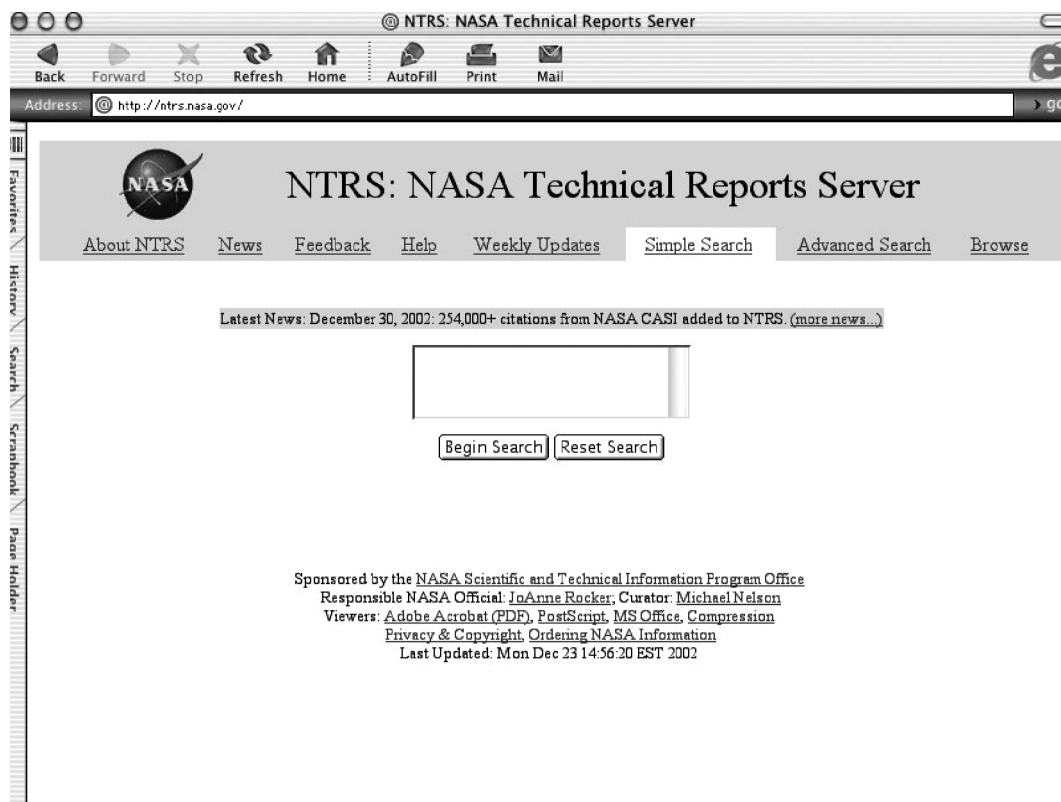 @ NTRS: NASA Technical Reports Server
Back Forward Stop Refresh Home AutoFill Print Mail
Address: @ http://ntrs.nasa.gov/
Favorites
History
Search
Scrapbook
Page Holder
NASA
NTRS: NASA Technical Reports Server
About NTRS News Feedback Help Weekly Updates Simple Search Advanced Search Browse
Latest News: December 30, 2002: 254,000+ citations from NASA CASI added to NTRS. (more news...)
Begin Search Reset Search
Sponsored by the NASA Scientific and Technical Information Program Office
Responsible NASA Official: JoAnne Rocker; Curator: Michael Nelson
Viewers: Adobe Acrobat (PDF), PostScript, MS Office, Compression
Privacy & Copyright, Ordering NASA Information
Last Updated: Mon Dec 23 14:56:20 EST 2002